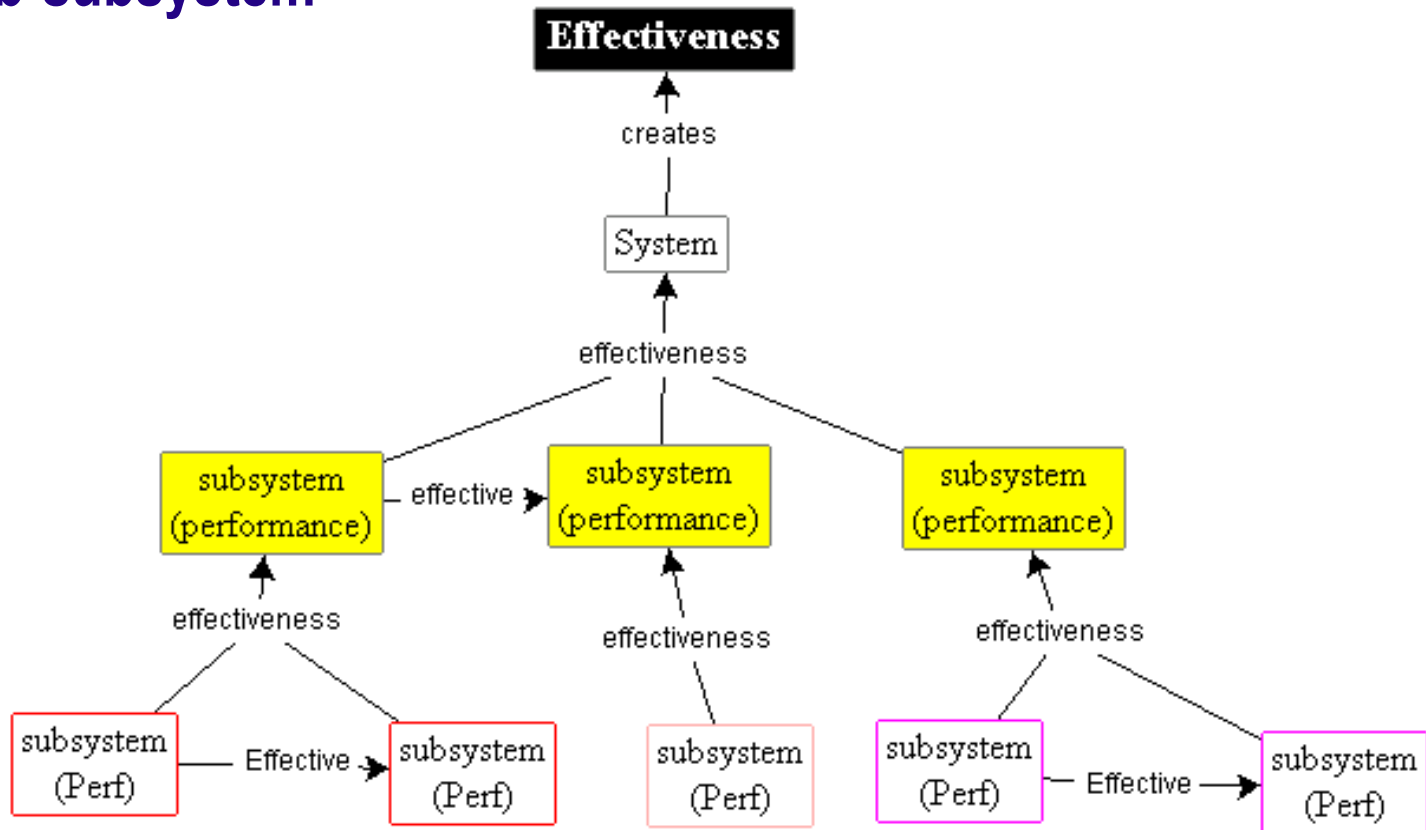 b-subsystem
Effectiveness
creates
System
effectiveness
subsystem
(performance)
effective
subsystem
(performance)
subsystem
(performance)
effectiveness
effectiveness
effectiveness
subsystem
(Perf)
Effective
subsystem
(Perf)
subsystem
(Perf)
subsystem
(Perf)
Effective
subsystem
(Perf)